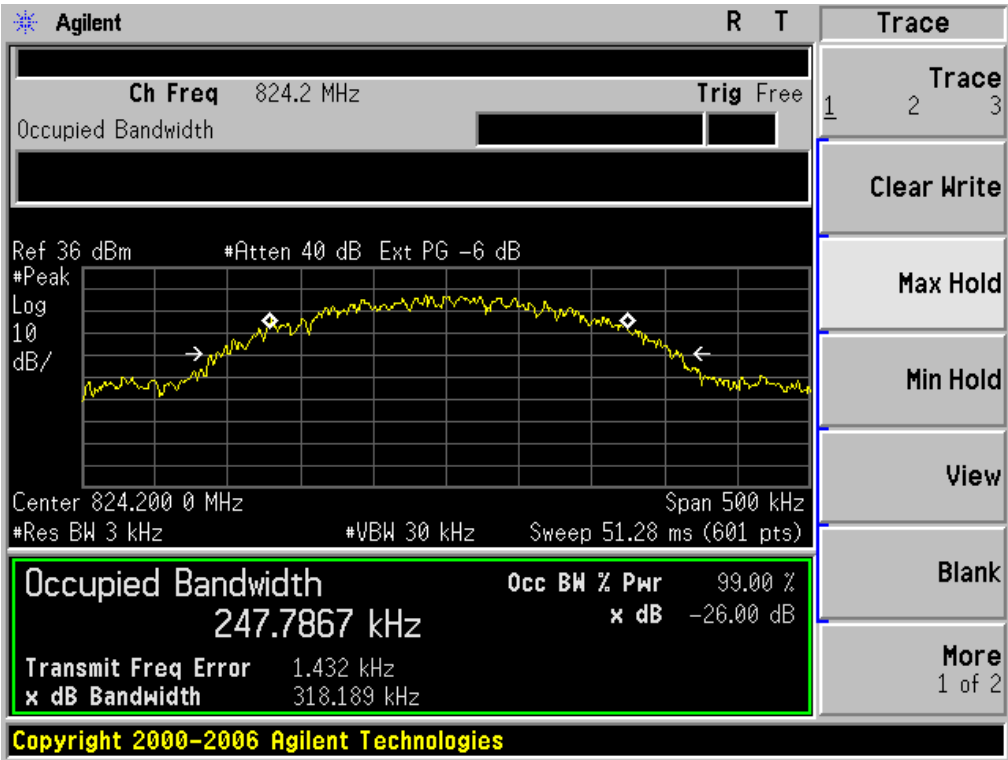 Agilent R T Trace
Ch Freq 824.2 MHz Trig Free
Occupied Bandwidth
Trace
1 2 3
Clear Write
Max Hold
Min Hold
View
Blank
More
1 of 2
Ref 36 dBm #Atten 40 dB Ext PG -6 dB
#Peak
Log
10
dB/
Center 824.200 0 MHz Span 500 kHz
#Res BW 3 kHz #VBW 30 kHz Sweep 51.28 ms (601 pts)
Occupied Bandwidth Occ BW % Pwr 99.00 %
247.7867 kHz x dB -26.00 dB
Transmit Freq Error 1.432 kHz
x dB Bandwidth 318.189 kHz
Copyright 2000-2006 Agilent Technologies